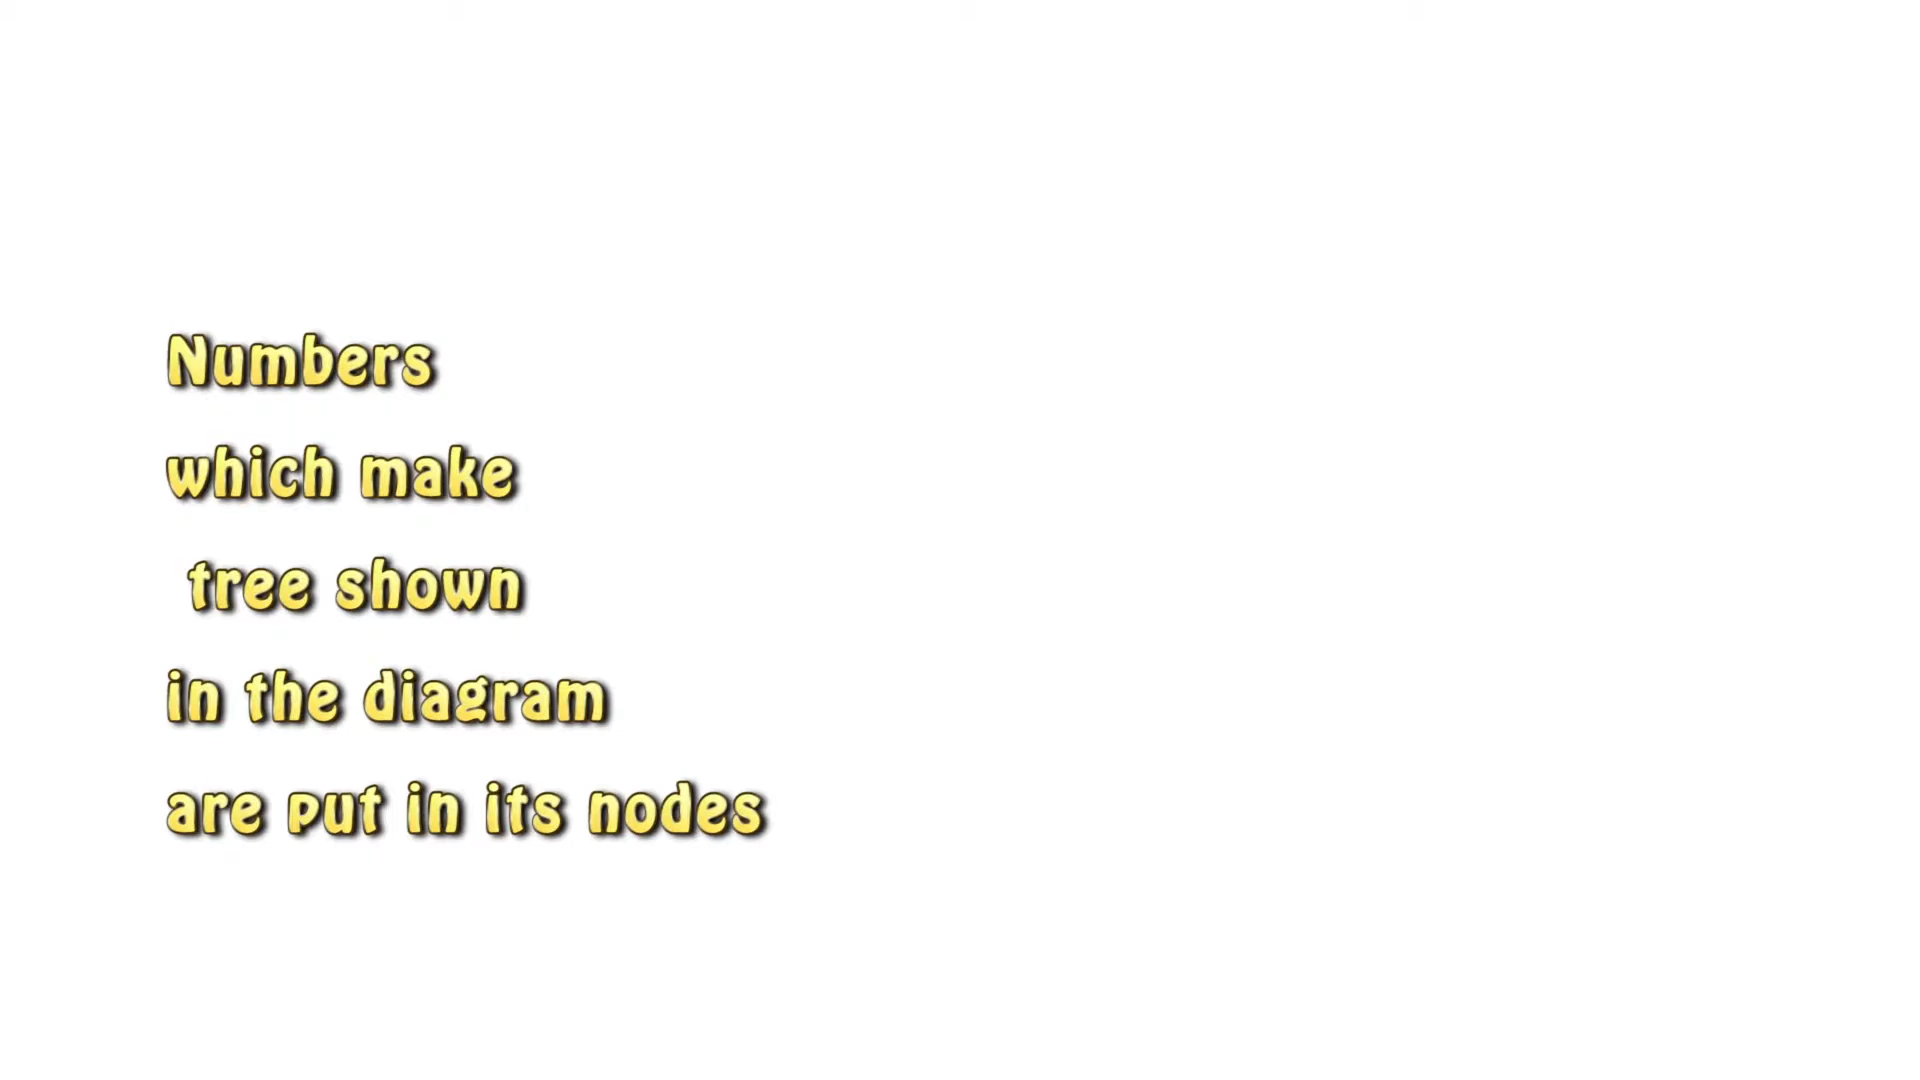 Numbers
which make
tree shown
in the diagram
are put in its nodes